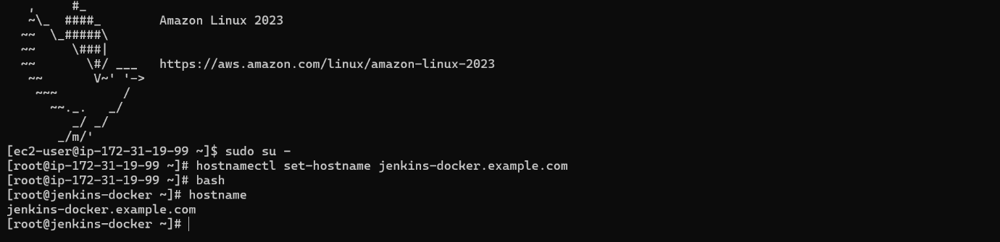 ,     #_
   ~\_  ####_        Amazon Linux 2023
  ~~  \_#####\
  ~~     \###|
  ~~       \#/ ___   https://aws.amazon.com/linux/amazon-linux-2023
   ~~       V~' '->
    ~~~         /
      ~~._.   _/
         _/ _/
       _/m/'
[ec2-user@ip-172-31-19-99 ~]$ sudo su -
[root@ip-172-31-19-99 ~]# hostnamectl set-hostname jenkins-docker.example.com
[root@ip-172-31-19-99 ~]# bash
[root@jenkins-docker ~]# hostname
jenkins-docker.example.com
[root@jenkins-docker ~]#